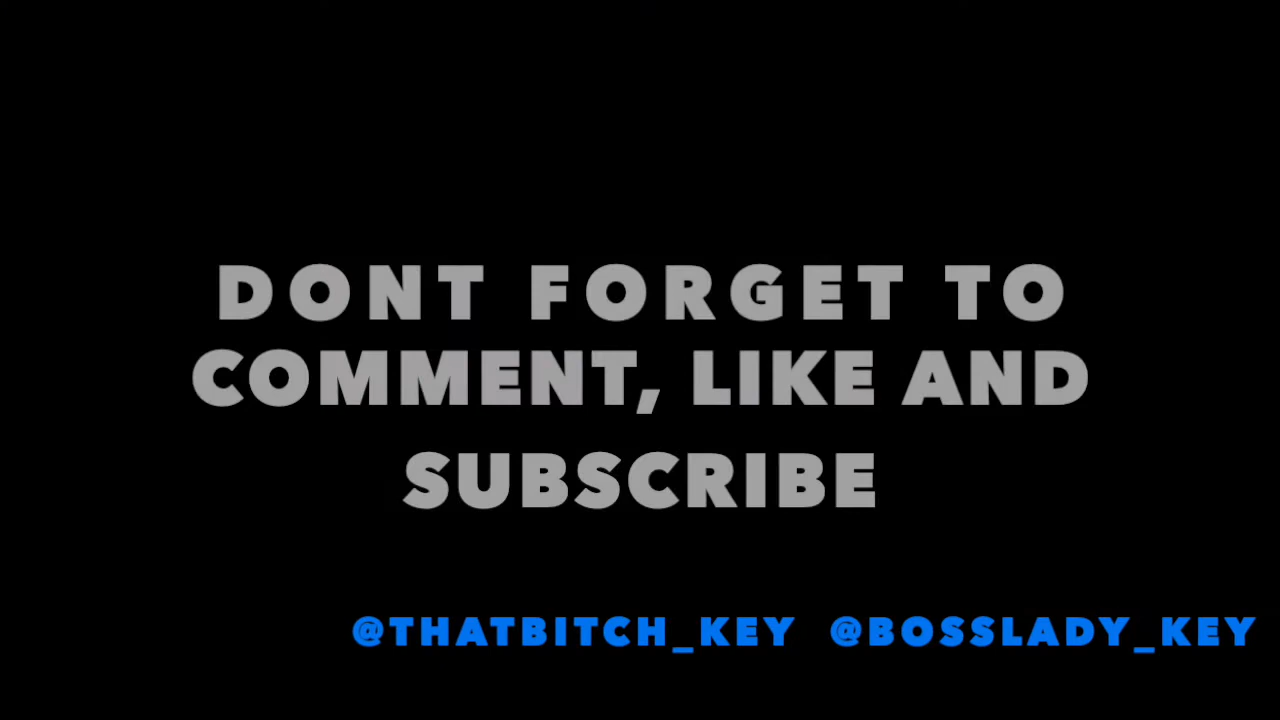 DONT FORGET TO
COMMENT, LIKE AND
SUBSCRIBE
@THATBITCH_KEY @BOSSLADY_KEY